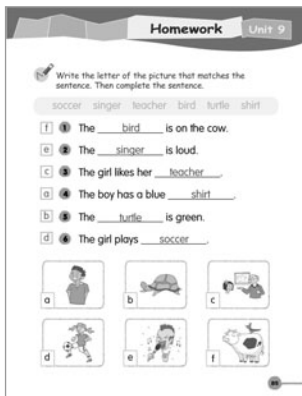 Homework Unit 9
Write the letter of the picture that matches the
sentence. Then complete the sentence.
soccer singer teacher bird turtle shirt
f 1 The bird is on the cow.
e 2 The singer is loud.
c 3 The girl likes her teacher.
a 4 The boy has a blue shirt.
b 5 The turtle is green.
d 6 The girl plays soccer.
a b c
d e f